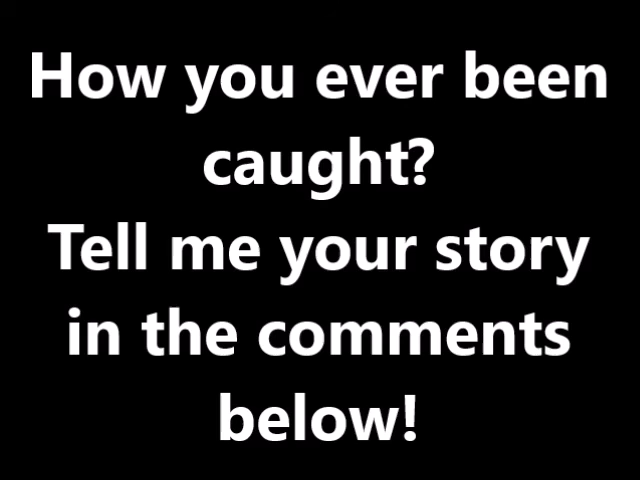 How you ever been
caught?
Tell me your story
in the comments
below!